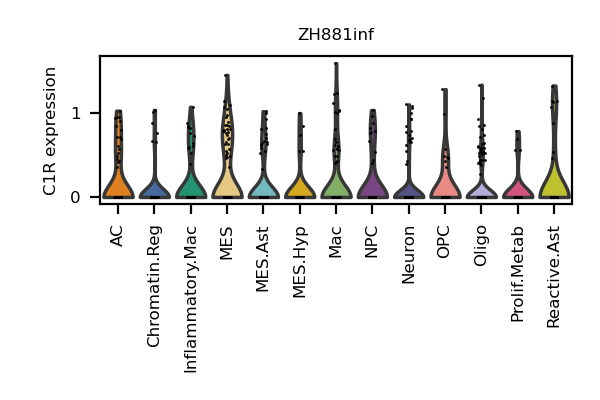 ZH881inf
C1R expression
1
0
AC
Chromatin.Reg
Inflammatory.Mac
MES
MES.Ast
MES.Hyp
Mac
NPC
Neuron
OPC
Oligo
Prolif.Metab
Reactive.Ast